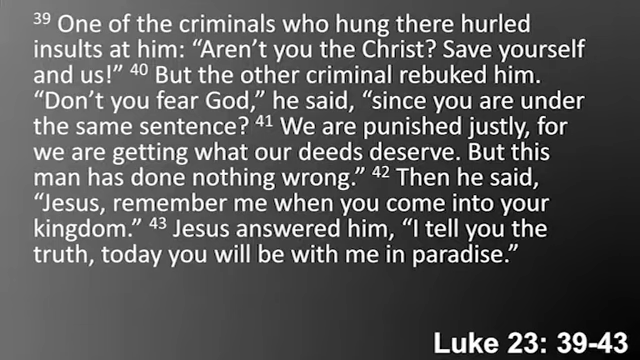 39 One of the criminals who hung there hurled
insults at him: “Aren’t you the Christ? Save yourself
and us!” 40 But the other criminal rebuked him.
“Don’t you fear God,” he said, “since you are under
the same sentence? 41 We are punished justly, for
we are getting what our deeds deserve. But this
man has done nothing wrong.” 42 Then he said,
“Jesus, remember me when you come into your
kingdom.” 43 Jesus answered him, “I tell you the
truth, today you will be with me in paradise.”
Luke 23: 39-43